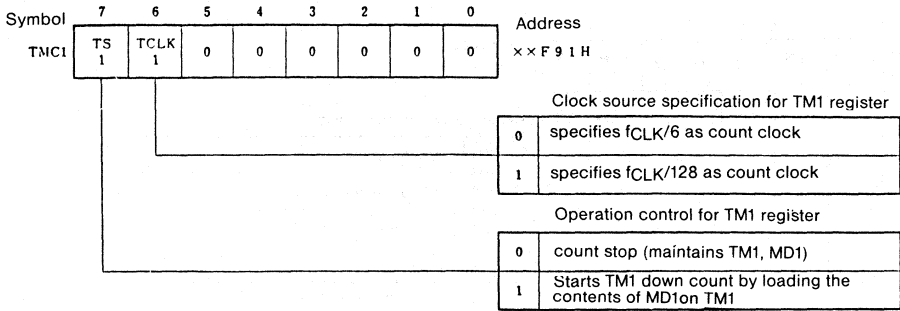 Symbol 7 6 5 4 3 2 1 0 Address
TMC1 TS 1 TCLK 1 0 0 0 0 0 0 ××F91H
Clock source specification for TM1 register
0 specifies fCLK/6 as count clock
1 specifies fCLK/128 as count clock
Operation control for TM1 register
0 count stop (maintains TM1, MD1)
1 Starts TM1 down count by loading the
contents of MD1on TM1